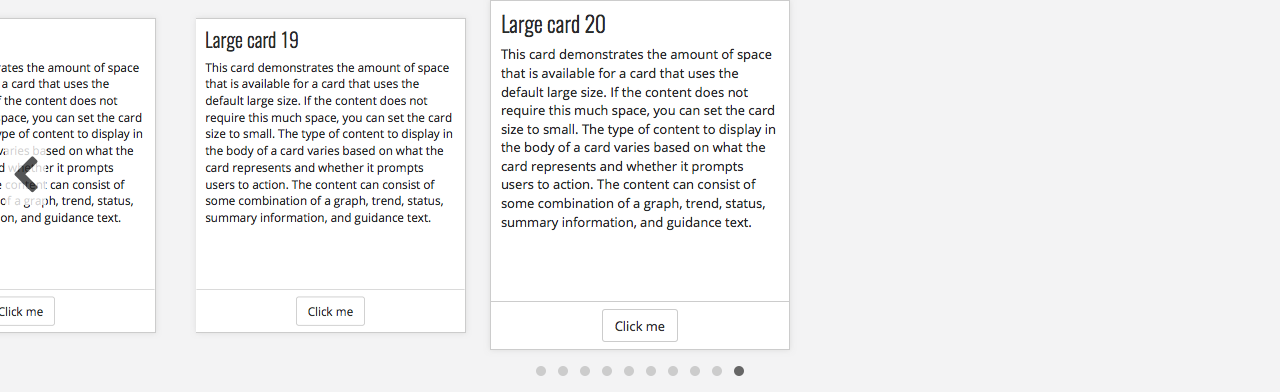 ates the amount of space
a card that uses the
f the content does not
pace, you can set the card
ype of content to display in
varies based on what the
d whether it prompts
e content can consist of
of a graph, trend, status,
on, and guidance text.
Click me
Large card 19
This card demonstrates the amount of space
that is available for a card that uses the
default large size. If the content does not
require this much space, you can set the card
size to small. The type of content to display in
the body of a card varies based on what the
card represents and whether it prompts
users to action. The content can consist of
some combination of a graph, trend, status,
summary information, and guidance text.
Click me
Large card 20
This card demonstrates the amount of space
that is available for a card that uses the
default large size. If the content does not
require this much space, you can set the card
size to small. The type of content to display in
the body of a card varies based on what the
card represents and whether it prompts
users to action. The content can consist of
some combination of a graph, trend, status,
summary information, and guidance text.
Click me